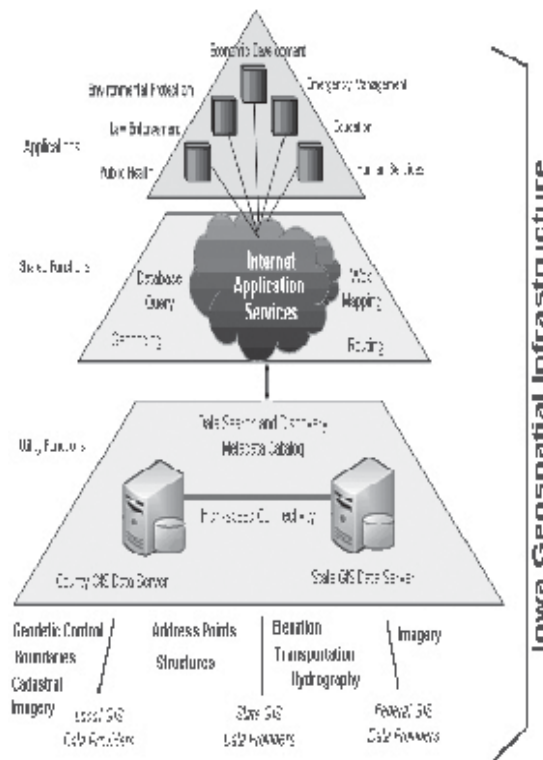 Economic Development
Environmental Protection
Emergency Management
Law Enforcement
Education
Applications
Public Health
Human Services
Shared Functions
Internet
Application
Services
Database
Query
Web
Mapping
Geocoding
Routing
Utility Functions
Data Search and Discovery
Metadata Catalog
High-speed Connectivity
County GIS Data Server
State GIS Data Server
Geodetic Control
Boundaries
Cadastral
Imagery
Address Points
Structures
Elevation
Transportation
Hydrography
Imagery
Local GIS
Data Providers
State GIS
Data Providers
Federal GIS
Data Providers
Iowa Geospatial Infrastructure